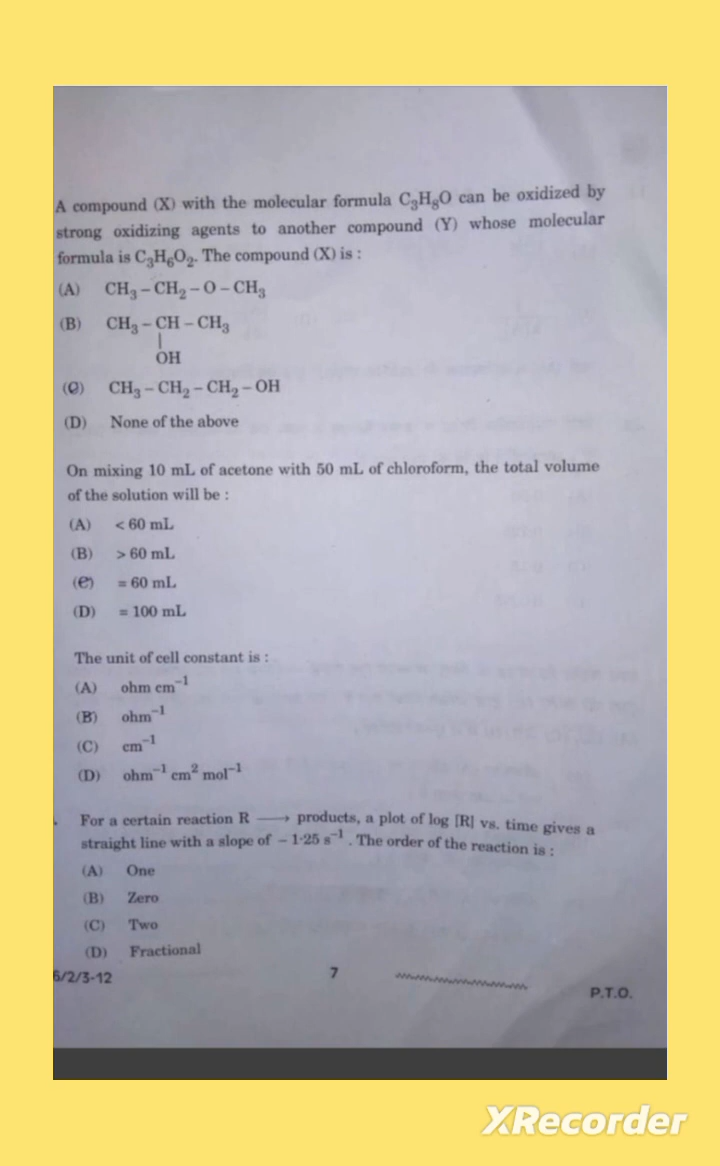 A compound (X) with the molecular formula C₃H₈O can be oxidized by
strong oxidizing agents to another compound (Y) whose molecular
formula is C₃H₆O₂. The compound (X) is :
(A) CH₃ – CH₂ – O – CH₃
(B) CH₃ – CH – CH₃
|
OH
(C) CH₃ – CH₂ – CH₂ – OH
(D) None of the above
On mixing 10 mL of acetone with 50 mL of chloroform, the total volume
of the solution will be :
(A) < 60 mL
(B) > 60 mL
(C) = 60 mL
(D) = 100 mL
The unit of cell constant is :
(A) ohm cm⁻¹
(B) ohm⁻¹
(C) cm⁻¹
(D) ohm⁻¹ cm² mol⁻¹
For a certain reaction R ⟶ products, a plot of log [R] vs. time gives a
straight line with a slope of – 1·25 s⁻¹. The order of the reaction is :
(A) One
(B) Zero
(C) Two
(D) Fractional
6/2/3-12 7 P.T.O.
XRecorder